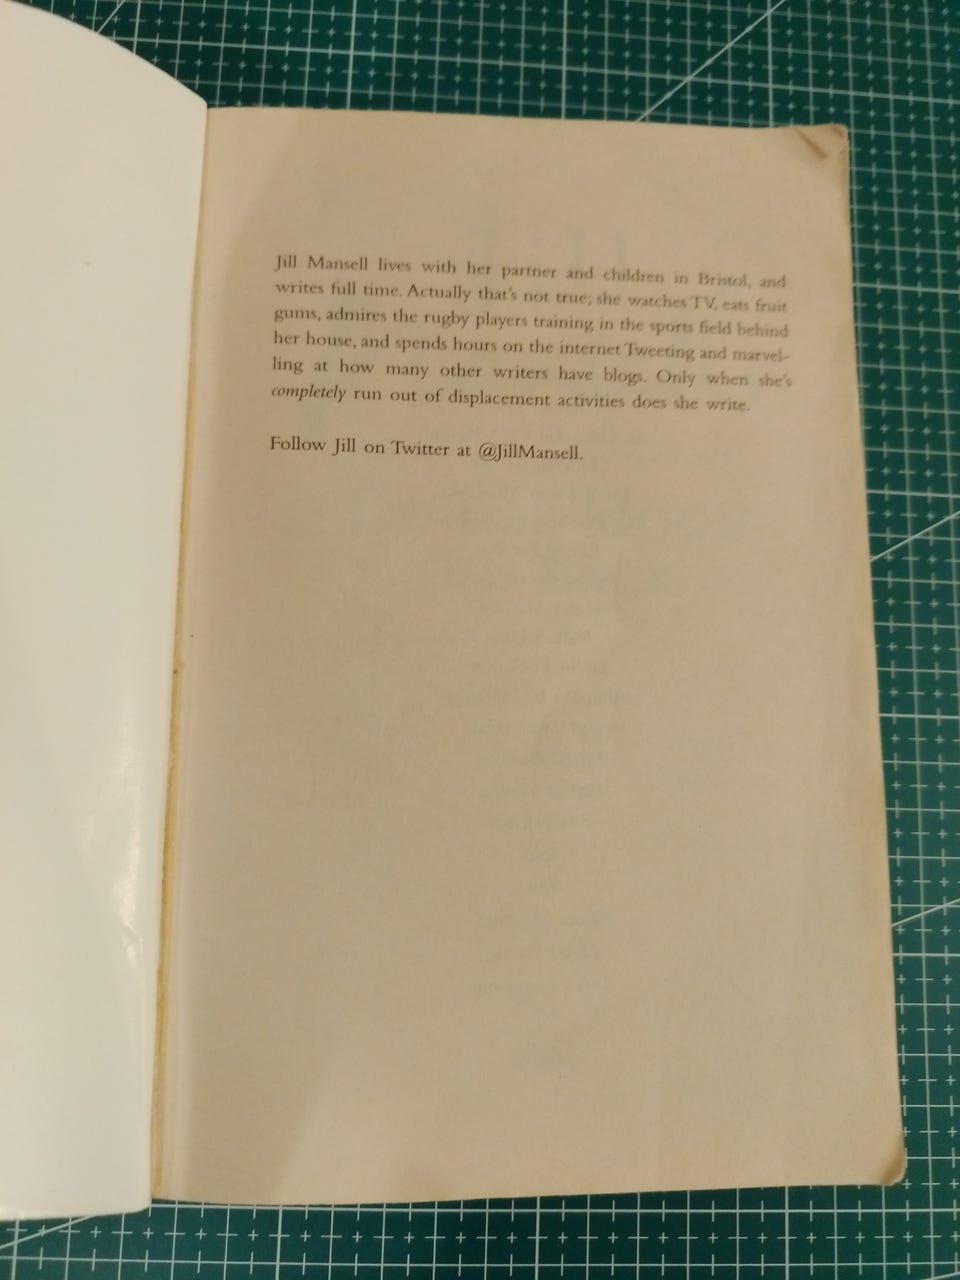 Jill Mansell lives with her partner and children in Bristol, and
writes full time. Actually that's not true; she watches TV, eats fruit
gums, admires the rugby players training in the sports field behind
her house, and spends hours on the internet Tweeting and marvel-
ling at how many other writers have blogs. Only when she's
completely run out of displacement activities does she write.
Follow Jill on Twitter at @JillMansell.